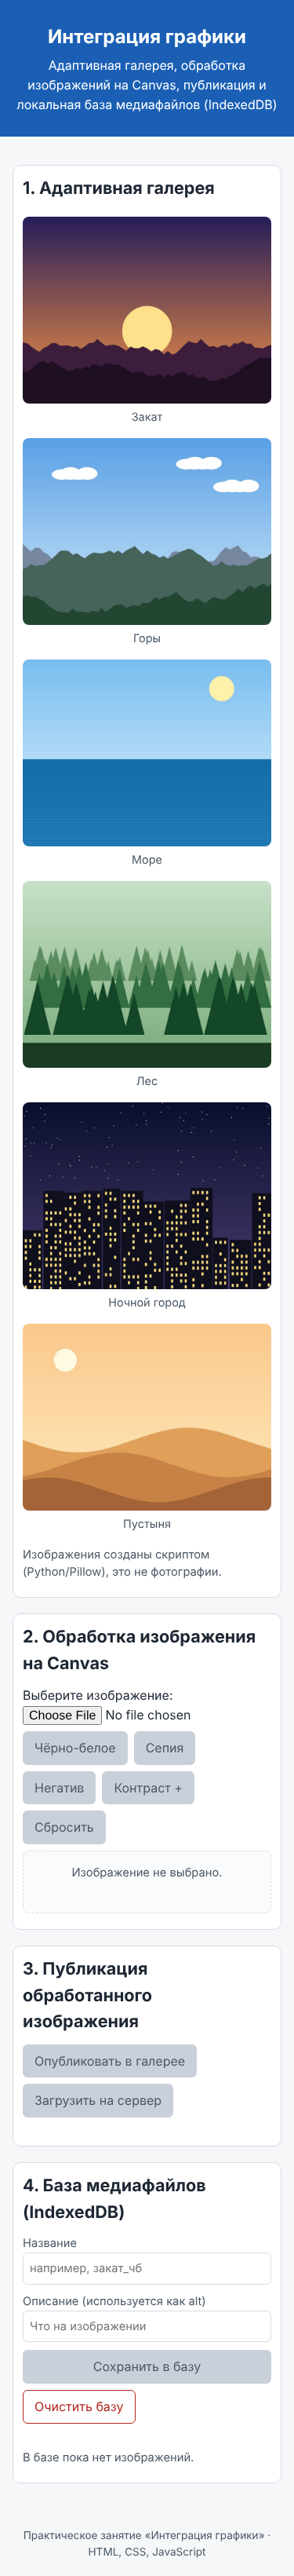 Интеграция графики
Адаптивная галерея, обработка
изображений на Canvas, публикация и
локальная база медиафайлов (IndexedDB)
1. Адаптивная галерея
Закат
Горы
Море
Лес
Ночной город
Пустыня
Изображения созданы скриптом
(Python/Pillow), это не фотографии.
2. Обработка изображения
на Canvas
Выберите изображение:
Choose File No file chosen
Чёрно-белое Сепия
Негатив Контраст +
Сбросить
Изображение не выбрано.
3. Публикация
обработанного
изображения
Опубликовать в галерее
Загрузить на сервер
4. База медиафайлов
(IndexedDB)
Название
например, закат_чб
Описание (используется как alt)
Что на изображении
Сохранить в базу
Очистить базу
В базе пока нет изображений.
Практическое занятие «Интеграция графики» ·
HTML, CSS, JavaScript